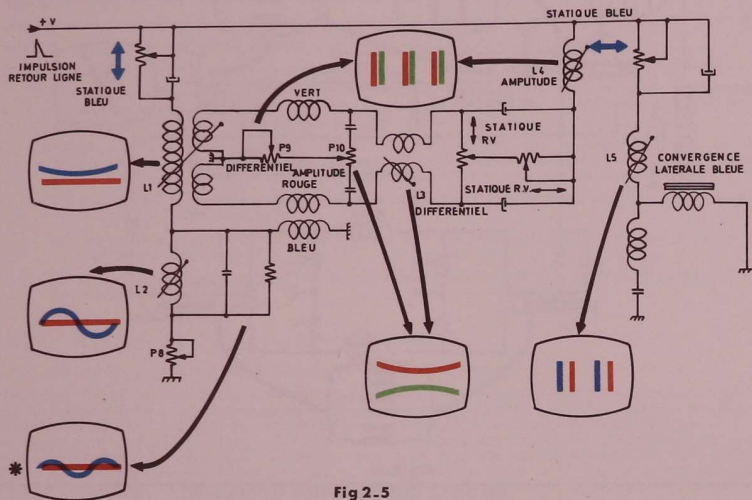 STATIQUE BLEU
+V
IMPULSION
RETOUR LIGNE
STATIQUE
BLEU
L4
AMPLITUDE
VERT
P9
P10
STATIQUE
RV
DIFFERENTIEL
AMPLITUDE
ROUGE
L1
L3
DIFFERENTIEL
STATIQUE R.V.
L5
CONVERGENCE
LATERALE BLEUE
BLEU
L2
P8
*
Fig 2-5